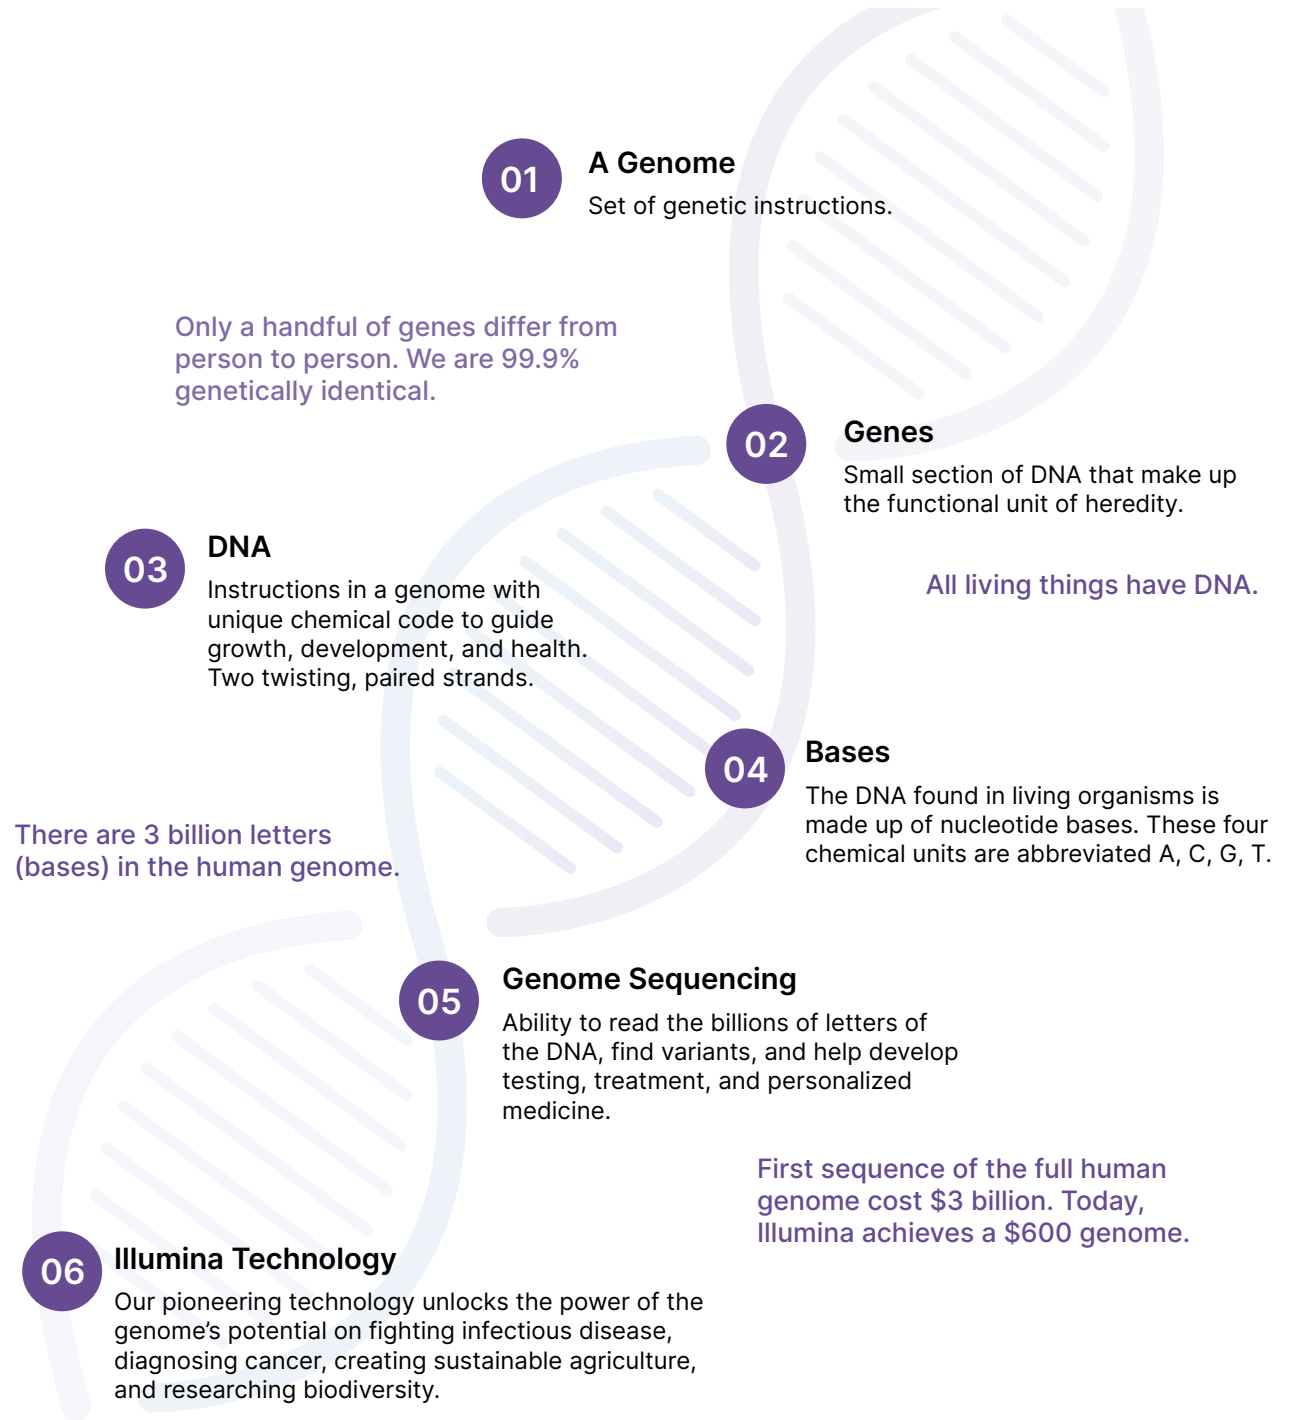 01
A Genome
Set of genetic instructions.
Only a handful of genes differ from
person to person. We are 99.9%
genetically identical.
02
Genes
Small section of DNA that make up
the functional unit of heredity.
03
DNA
Instructions in a genome with
unique chemical code to guide
growth, development, and health.
Two twisting, paired strands.
All living things have DNA.
04
Bases
The DNA found in living organisms is
made up of nucleotide bases. These four
chemical units are abbreviated A, C, G, T.
There are 3 billion letters
(bases) in the human genome.
05
Genome Sequencing
Ability to read the billions of letters of
the DNA, find variants, and help develop
testing, treatment, and personalized
medicine.
First sequence of the full human
genome cost $3 billion. Today,
Illumina achieves a $600 genome.
06
Illumina Technology
Our pioneering technology unlocks the power of the
genome’s potential on fighting infectious disease,
diagnosing cancer, creating sustainable agriculture,
and researching biodiversity.